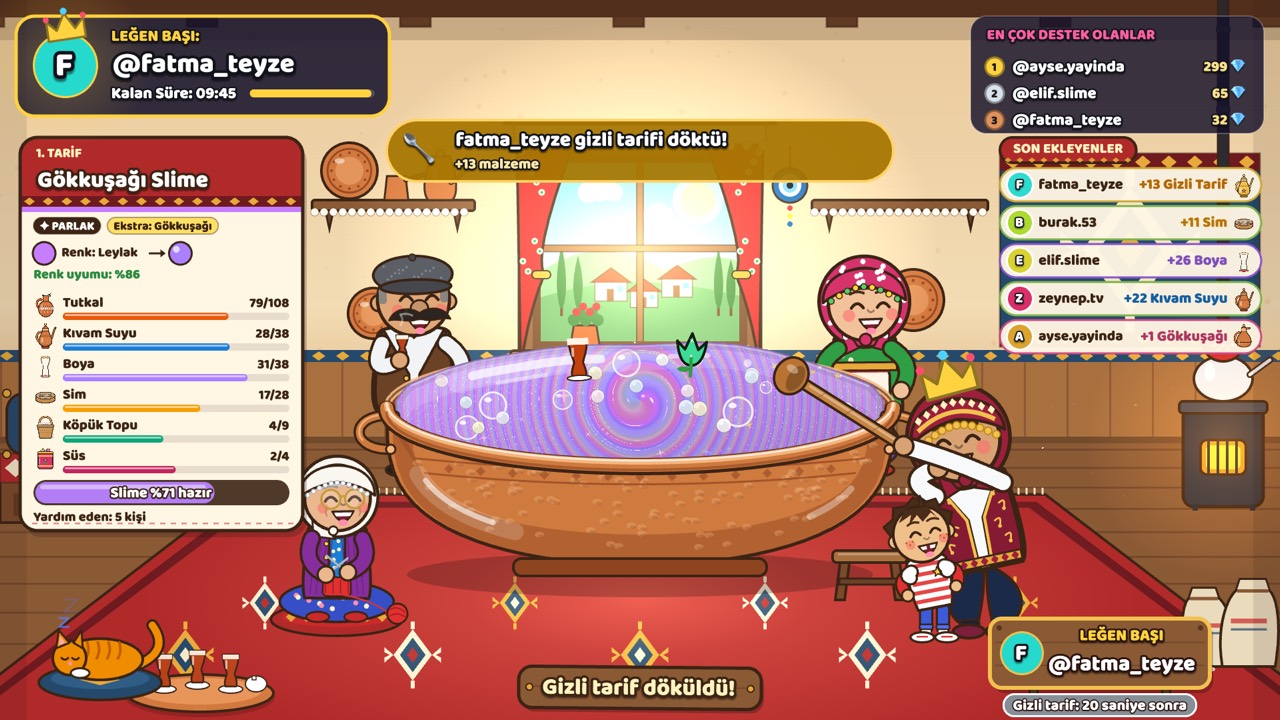 F
LEĞEN BAŞI:
@fatma_teyze
Kalan Süre: 09:45
EN ÇOK DESTEK OLANLAR
1 @ayse.yayinda 299
2 @elif.slime 65
3 @fatma_teyze 32
fatma_teyze gizli tarifi döktü!
+13 malzeme
1. TARİF
Gökkuşağı Slime
✦ PARLAK Ekstra: Gökkuşağı
Renk: Leylak →
Renk uyumu: %86
Tutkal 79/108
Kıvam Suyu 28/38
Boya 31/38
Sim 17/28
Köpük Topu 4/9
Süs 2/4
Slime %71 hazır
Yardım eden: 5 kişi
SON EKLEYENLER
F fatma_teyze +13 Gizli Tarif
B burak.53 +11 Sim
E elif.slime +26 Boya
Z zeynep.tv +22 Kıvam Suyu
A ayse.yayinda +1 Gökkuşağı
Z
Z
Gizli tarif döküldü!
F
LEĞEN BAŞI
@fatma_teyze
Gizli tarif: 20 saniye sonra